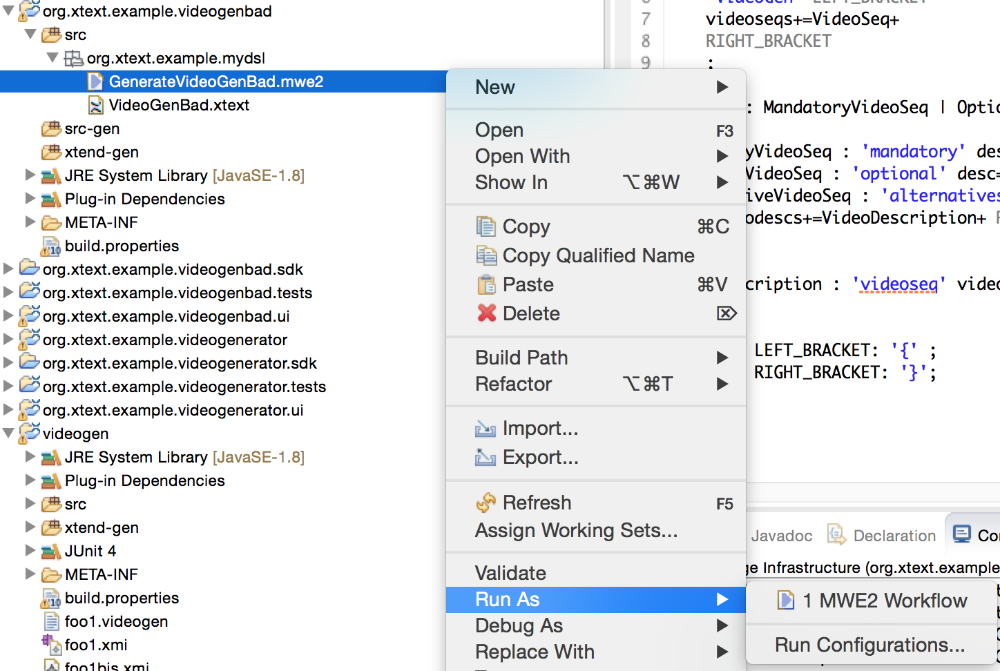 org.xtext.example.videogenbad
src
org.xtext.example.mydsl
GenerateVideoGenBad.mwe2
VideoGenBad.xtext
src-gen
xtend-gen
JRE System Library [JavaSE-1.8]
Plug-in Dependencies
META-INF
build.properties
org.xtext.example.videogenbad.sdk
org.xtext.example.videogenbad.tests
org.xtext.example.videogenbad.ui
org.xtext.example.videogenerator
org.xtext.example.videogenerator.sdk
org.xtext.example.videogenerator.tests
org.xtext.example.videogenerator.ui
videogen
JRE System Library [JavaSE-1.8]
Plug-in Dependencies
src
xtend-gen
JUnit 4
META-INF
build.properties
foo1.videogen
foo1.xmi
foo1bis.xmi
New
Open F3
Open With
Show In ⌥⌘W
Copy ⌘C
Copy Qualified Name
Paste ⌘V
Delete ⌦
Build Path
Refactor ⌥⌘T
Import...
Export...
Refresh F5
Assign Working Sets...
Validate
Run As
Debug As
Replace With
1 MWE2 Workflow
Run Configurations...
LEFT_BRACKET
7 videoseqs+=VideoSeq+
8 RIGHT_BRACKET
9 ;
: MandatoryVideoSeq | Optio
yVideoSeq : 'mandatory' des
VideoSeq : 'optional' desc=
iveVideoSeq : 'alternatives
odescs+=VideoDescription+
cription : 'videoseq' video
LEFT_BRACKET: '{' ;
RIGHT_BRACKET: '}';
Javadoc Declaration Co
ge Infrastructure (org.xtext.example